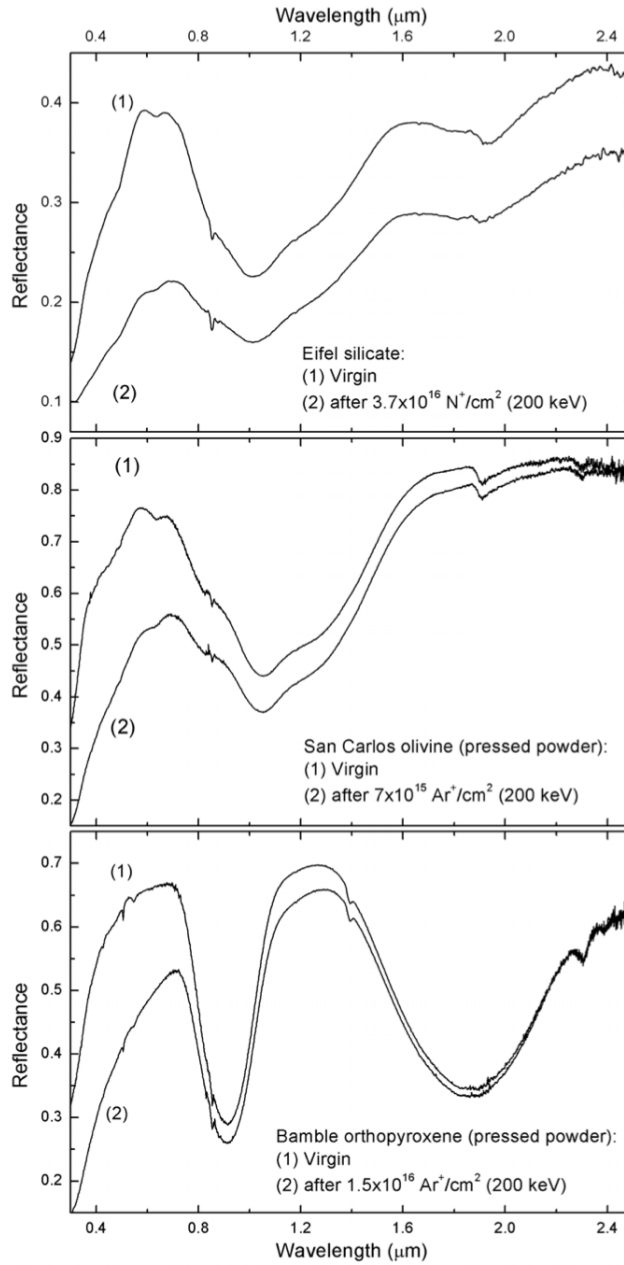 Wavelength (μm)
0.4 0.8 1.2 1.6 2.0 2.4
0.4
0.3
0.2
0.1
Reflectance
(1)
(2)
Eifel silicate:
(1) Virgin
(2) after 3.7x10¹⁶ N⁺/cm² (200 keV)
0.9
0.8
0.7
0.6
0.5
0.4
0.3
0.2
Reflectance
(1)
(2)
San Carlos olivine (pressed powder):
(1) Virgin
(2) after 7x10¹⁵ Ar⁺/cm² (200 keV)
0.7
0.6
0.5
0.4
0.3
0.2
Reflectance
(1)
(2)
Bamble orthopyroxene (pressed powder):
(1) Virgin
(2) after 1.5x10¹⁶ Ar⁺/cm² (200 keV)
0.4 0.8 1.2 1.6 2.0 2.4
Wavelength (μm)